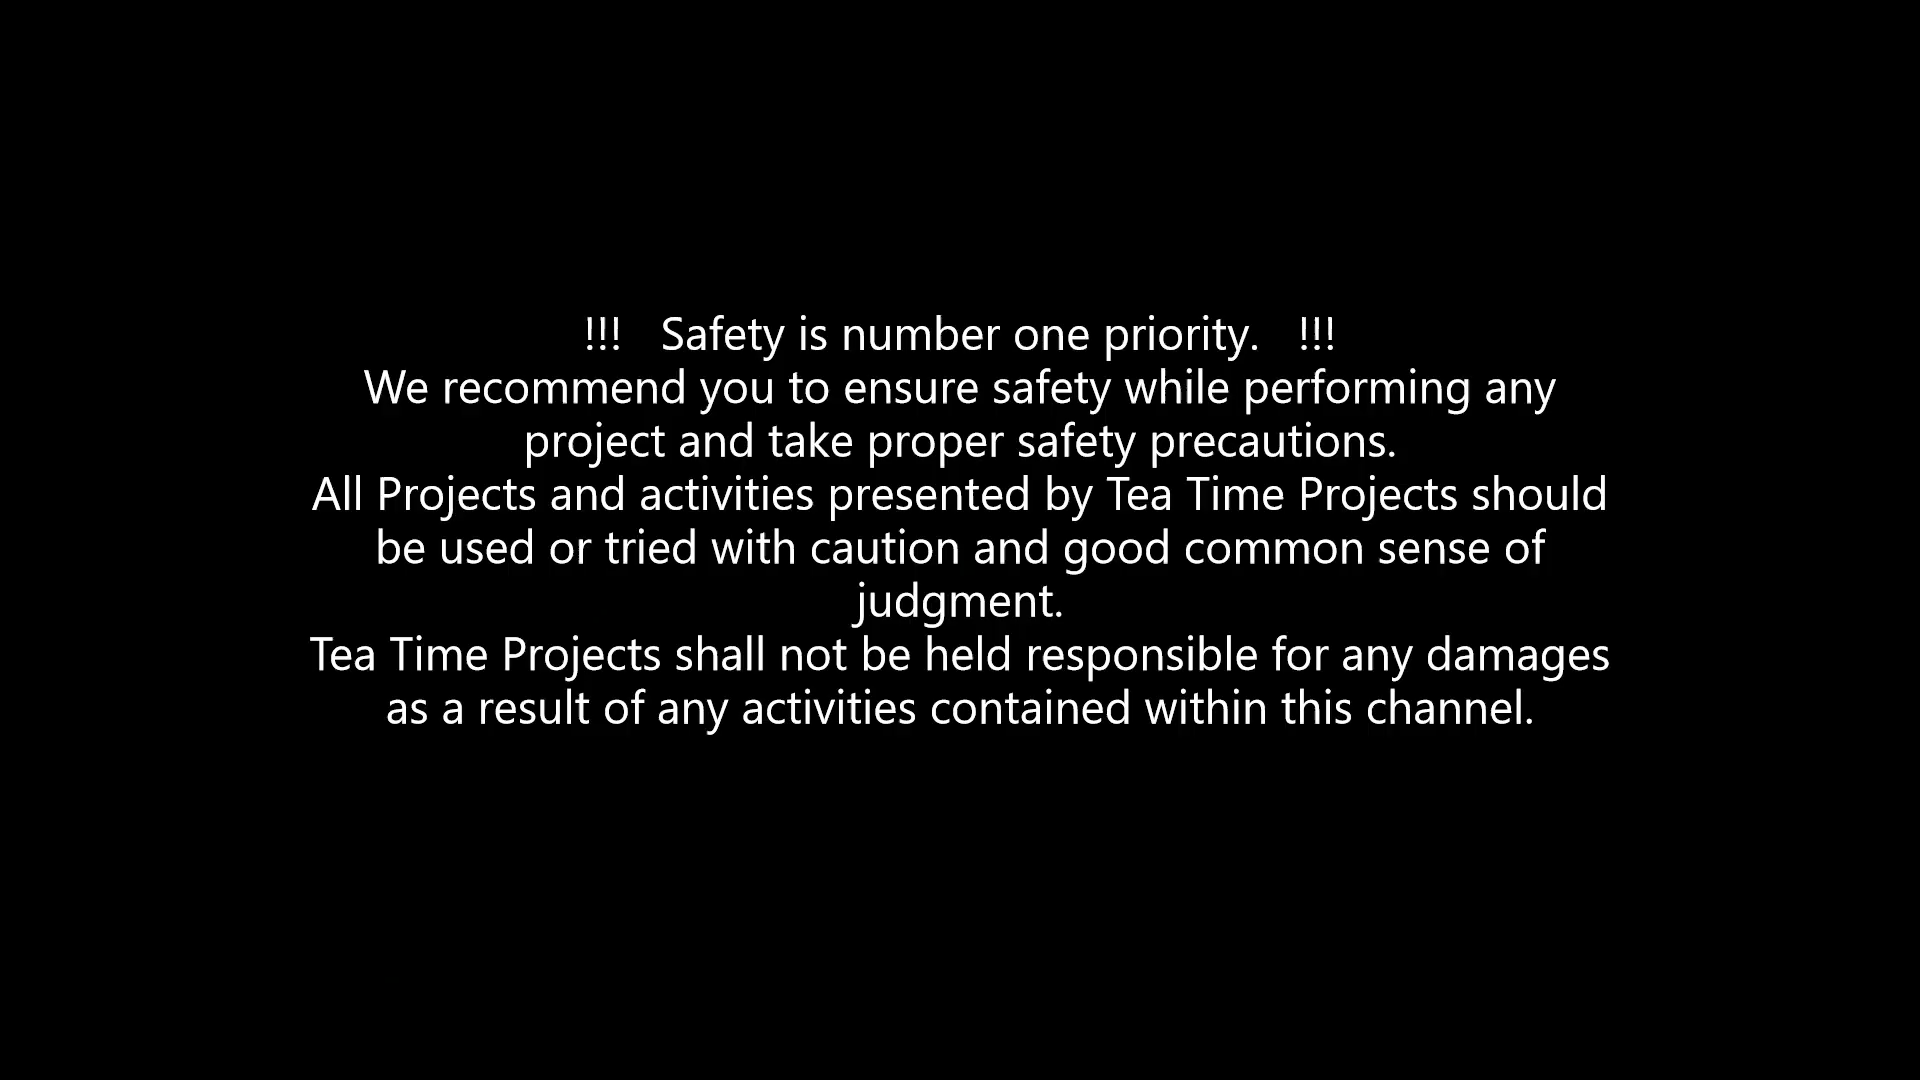 !!!   Safety is number one priority.   !!!
We recommend you to ensure safety while performing any
project and take proper safety precautions.
All Projects and activities presented by Tea Time Projects should
be used or tried with caution and good common sense of
judgment.
Tea Time Projects shall not be held responsible for any damages
as a result of any activities contained within this channel.